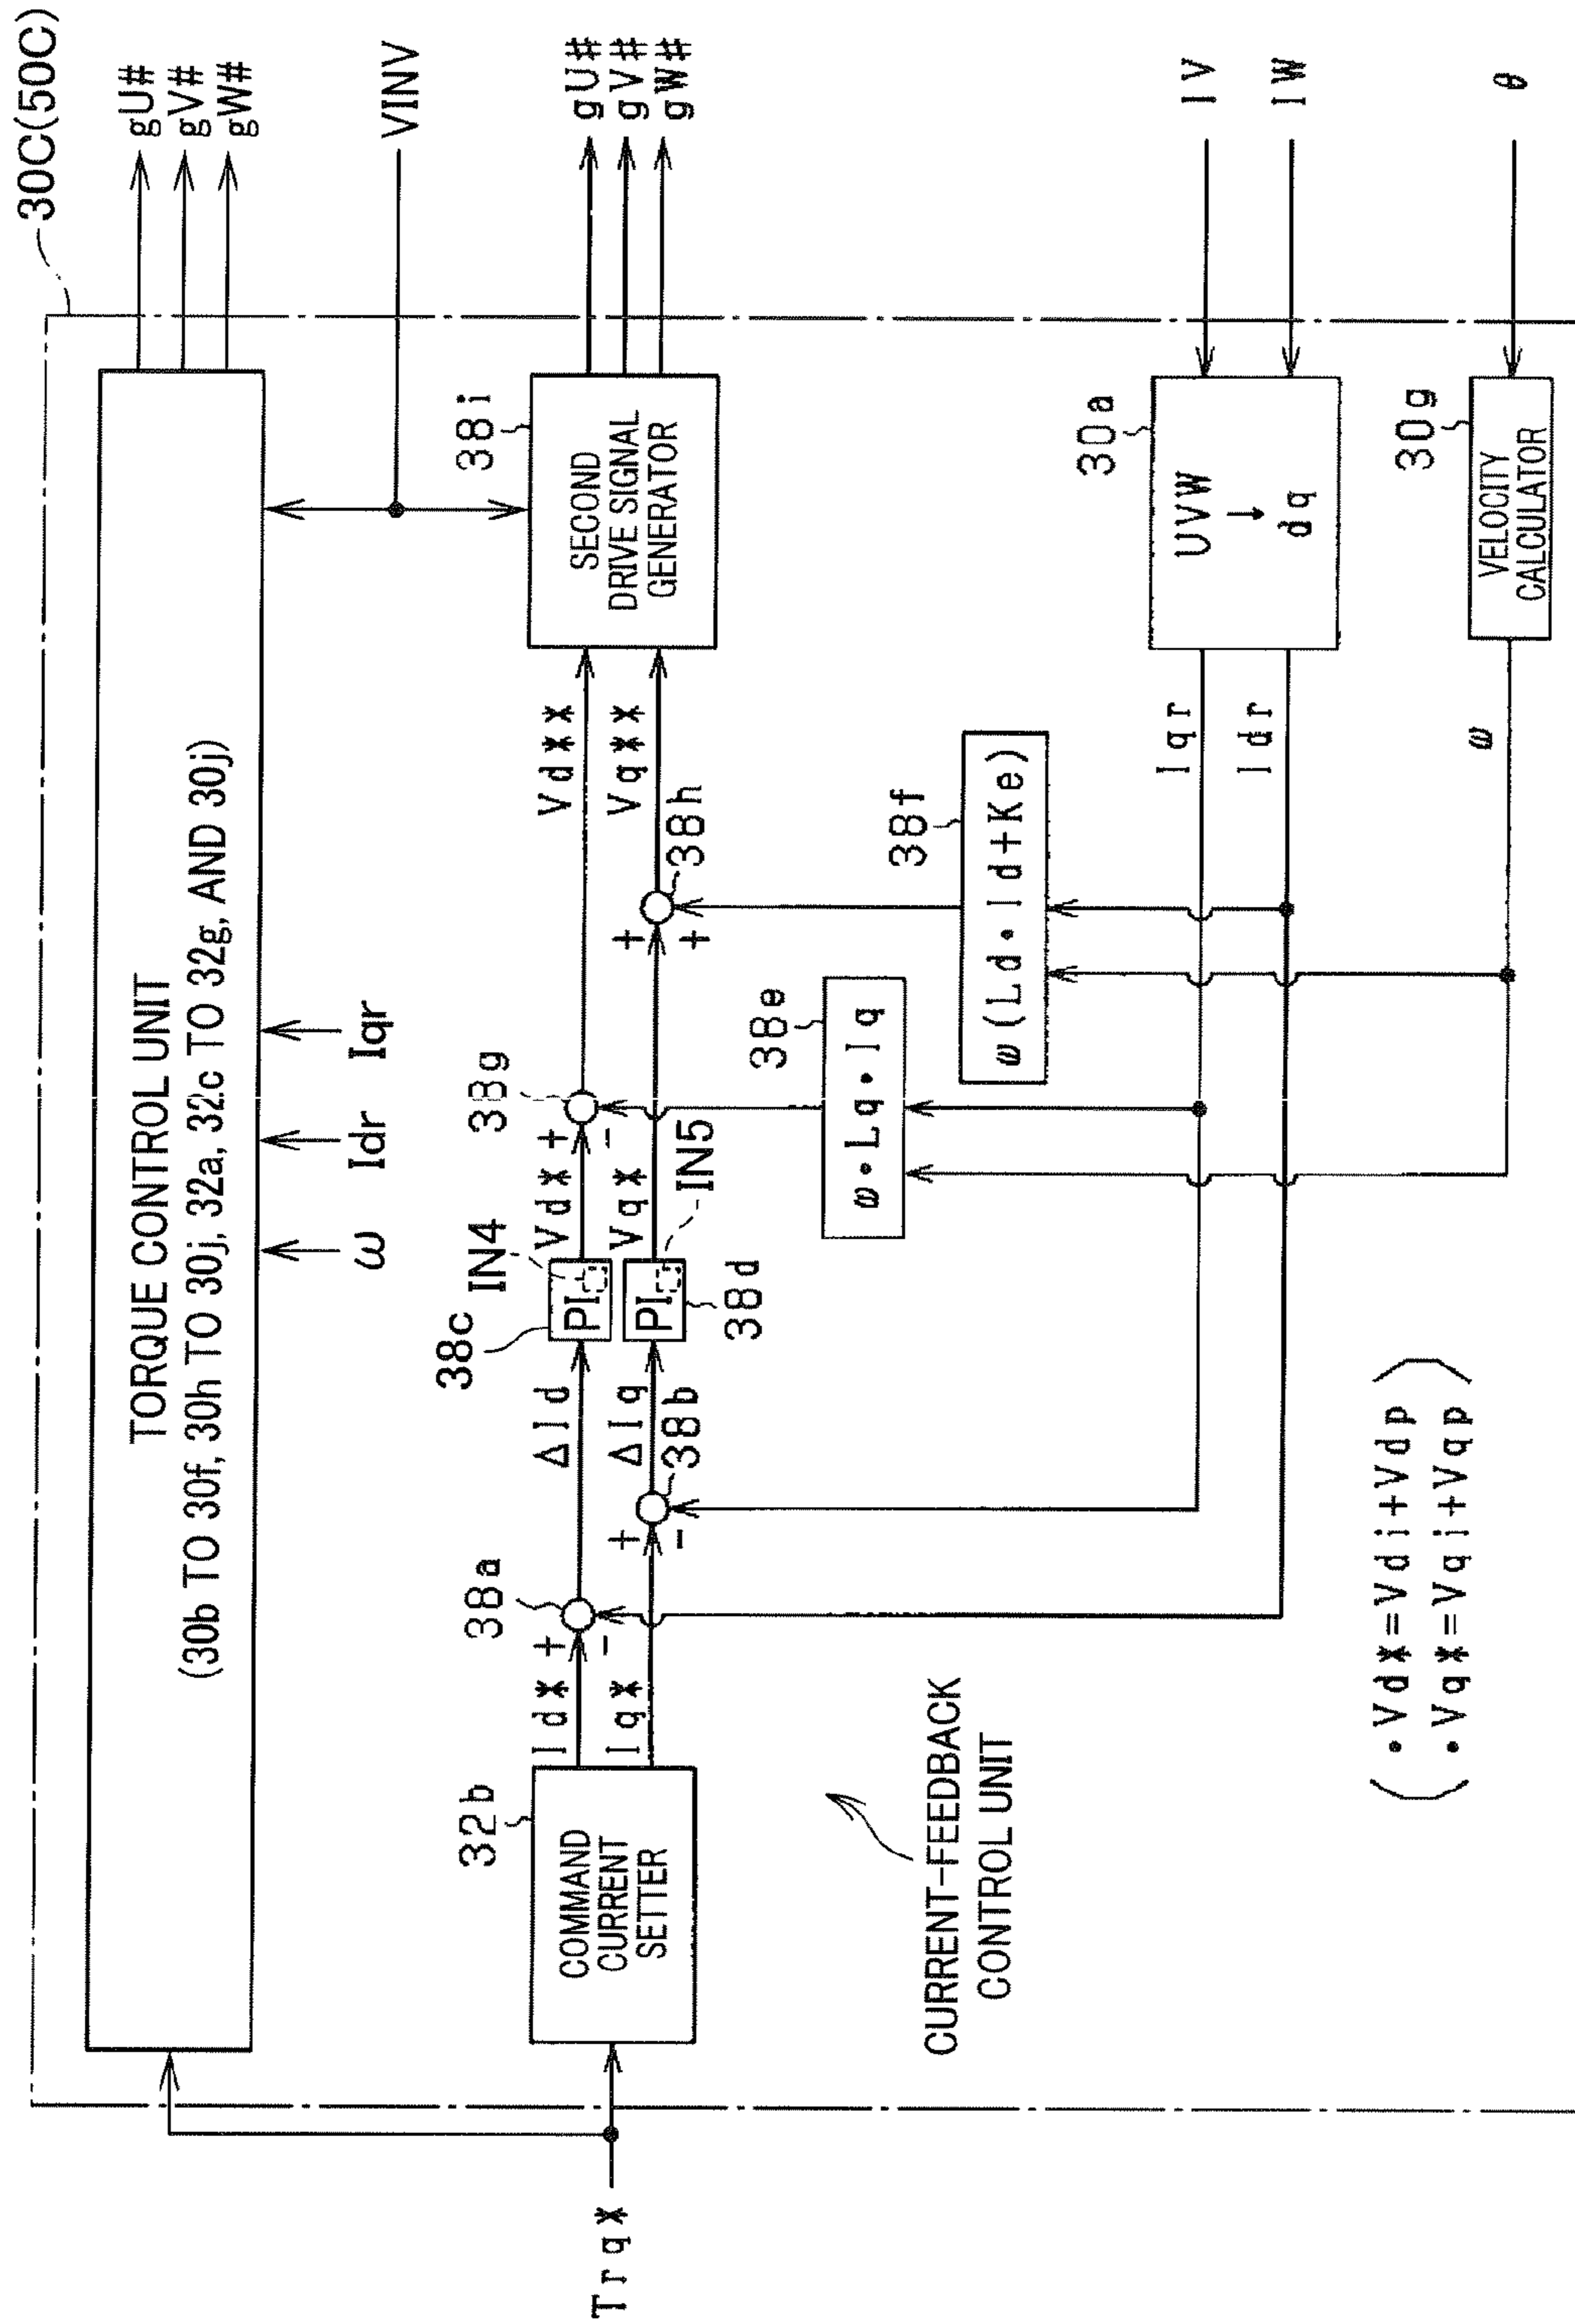 30C(50C)
TORQUE CONTROL UNIT
(30b TO 30f, 30h TO 30j, 32a, 32c TO 32g, AND 30j)
gU#
gV#
gW#
VINV
ω
Idr
Iqr
Trq*
32b
COMMAND
CURRENT
SETTER
Id*
Iq*
38a
+
-
+
-
38b
ΔId
ΔIq
38c
PI
IN4
PI
IN5
38d
Vd*
Vq*
38g
+
-
+
+
38h
Vd**
Vq**
38i
SECOND
DRIVE SIGNAL
GENERATOR
gU#
gV#
gW#
38e
ω•Lq•Iq
38f
ω(Ld•Id+Ke)
CURRENT-FEEDBACK
CONTROL UNIT
Iqr
Idr
30a
UVW
↓
dq
IV
IW
ω
30g
VELOCITY
CALCULATOR
θ
(•Vd*=Vdi+Vdp)
(•Vq*=Vqi+Vqp)